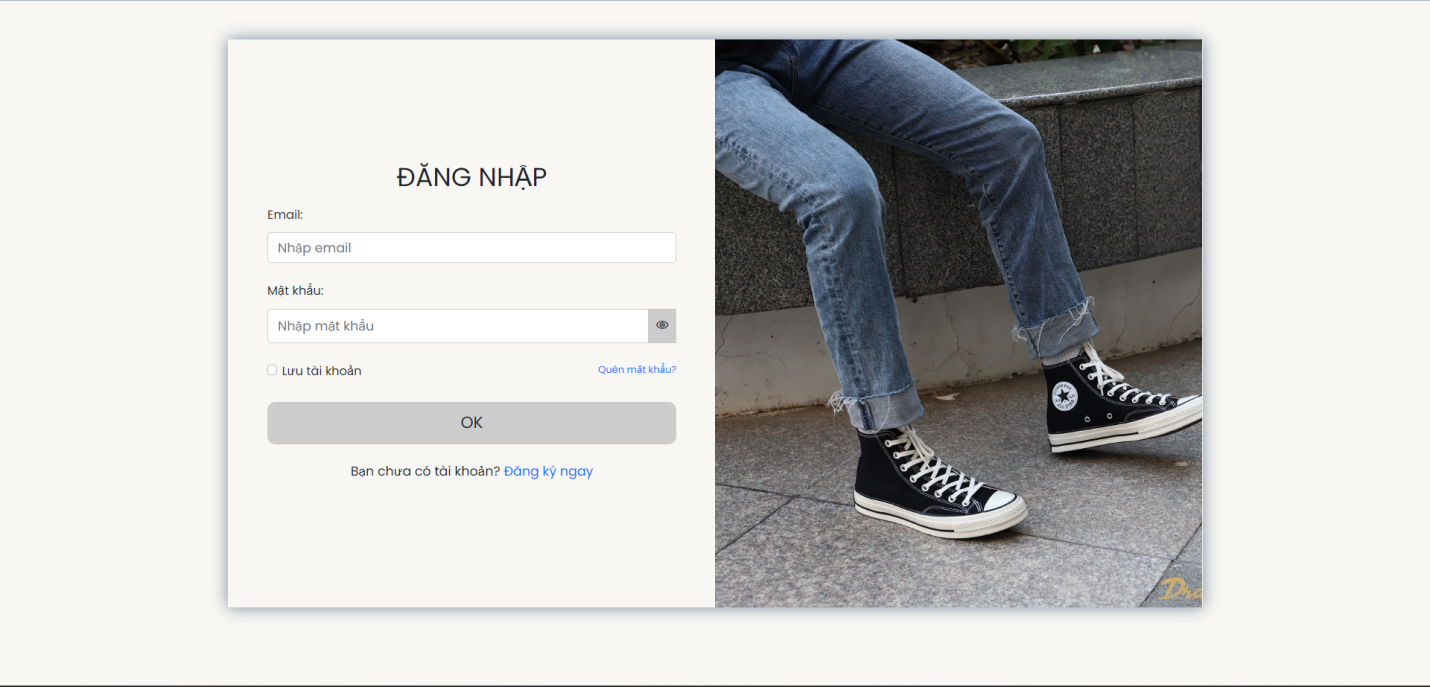 ĐĂNG NHẬP
Email:
Nhập email
Mật khẩu:
Nhập mật khẩu
Lưu tài khoản
Quên mật khẩu?
OK
Bạn chưa có tài khoản? Đăng ký ngay